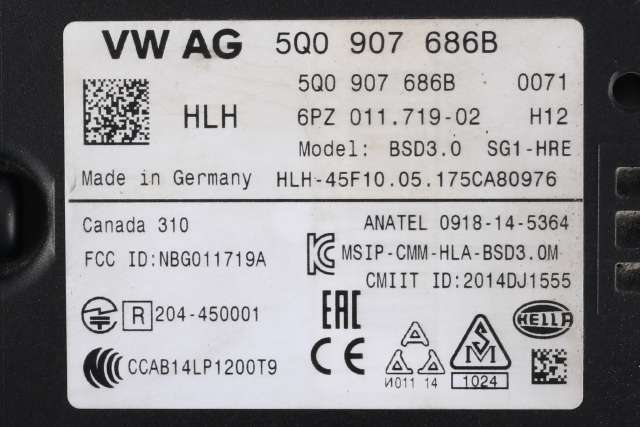 VW AG 5Q0 907 686B
5Q0 907 686B 0071
HLH 6PZ 011.719-02 H12
Model: BSD3.0 SG1-HRE
Made in Germany HLH-45F10.05.175CA80976
Canada 310 ANATEL 0918-14-5364
FCC ID:NBG011719A MSIP-CMM-HLA-BSD3.0M
CMIIT ID:2014DJ1555
R 204-450001 EAC
CCAB14LP1200T9 CE
И011 14
SM
1024
HELLA